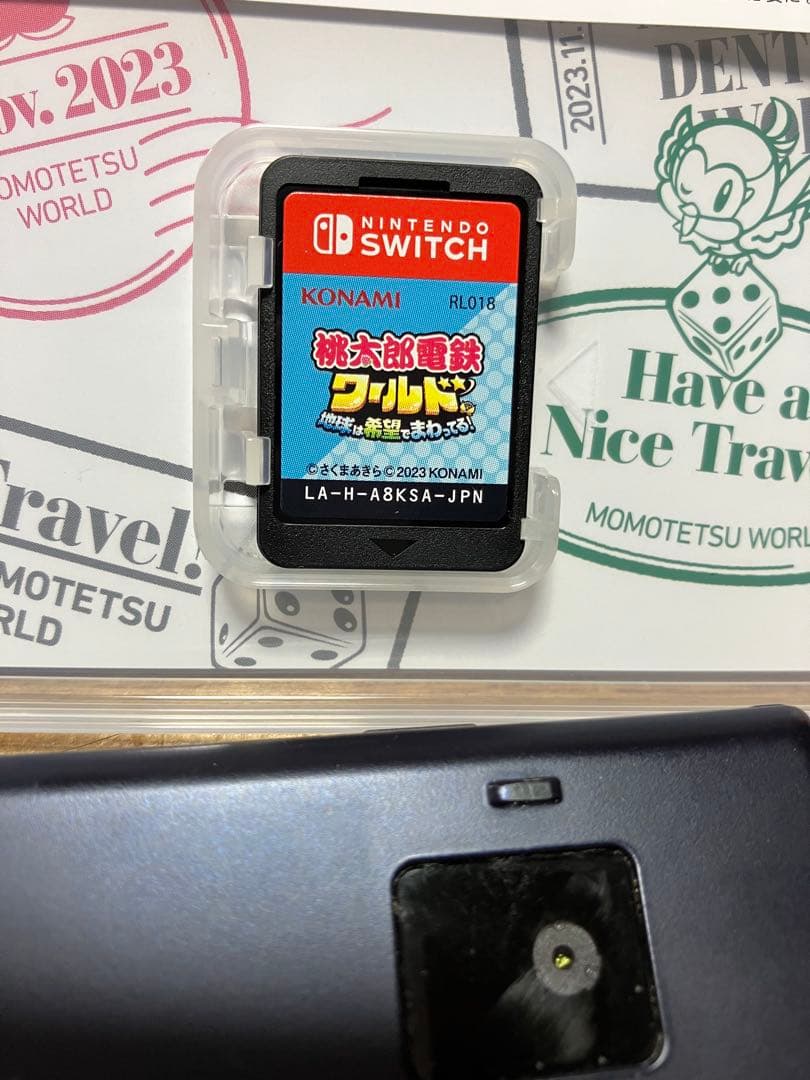 Nov. 2023
MOMOTETSU
WORLD
2023.11.
DENT
NINTENDO
SWITCH
KONAMI
RL018
桃太郎電鉄
ワールド
地球は希望でまわってる!
©さくまあきら©2023 KONAMI
LA-H-A8KSA-JPN
Have a
Nice Trav
MOMOTETSU WORL
Travel!
MOMOTETSU
RLD